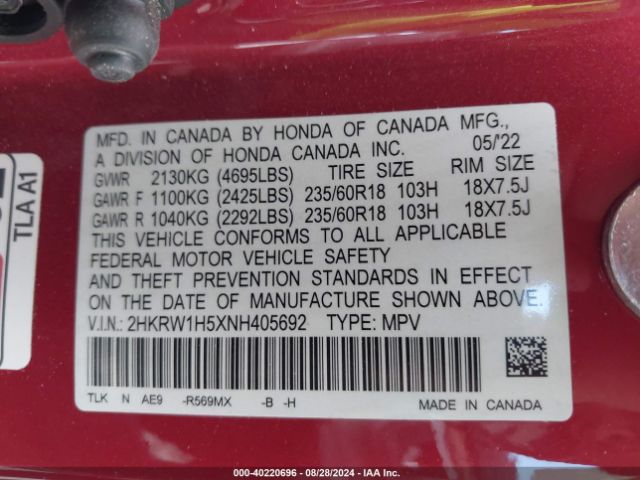 MFD. IN CANADA BY HONDA OF CANADA MFG.,
A DIVISION OF HONDA CANADA INC. 05/'22
GVWR 2130KG (4695LBS) TIRE SIZE RIM SIZE
GAWR F 1100KG (2425LBS) 235/60R18 103H 18X7.5J
GAWR R 1040KG (2292LBS) 235/60R18 103H 18X7.5J
THIS VEHICLE CONFORMS TO ALL APPLICABLE
FEDERAL MOTOR VEHICLE SAFETY
AND THEFT PREVENTION STANDARDS IN EFFECT
ON THE DATE OF MANUFACTURE SHOWN ABOVE.
V.I.N.: 2HKRW1H5XNH405692 TYPE: MPV
TLK N AE9 -R569MX -B -H MADE IN CANADA
TLA A1
000-40220696 | 08/28/2024 | IAA Inc.